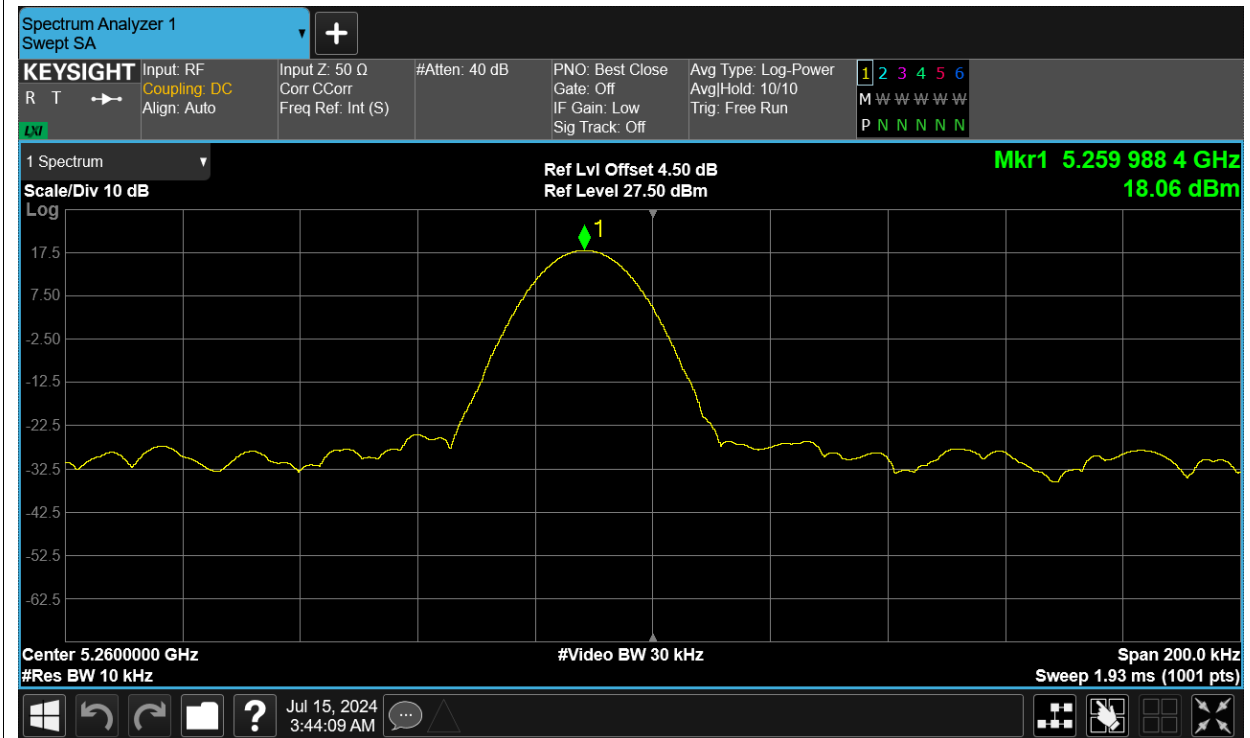 Spectrum Analyzer 1
Swept SA
+
KEYSIGHT
R T
LXI
Input: RF
Coupling: DC
Align: Auto
Input Z: 50 Ω
Corr CCorr
Freq Ref: Int (S)
#Atten: 40 dB
PNO: Best Close
Gate: Off
IF Gain: Low
Sig Track: Off
Avg Type: Log-Power
Avg|Hold: 10/10
Trig: Free Run
1 2 3 4 5 6
M W W W W W
P N N N N N
1 Spectrum
Scale/Div 10 dB
Log
Ref Lvl Offset 4.50 dB
Ref Level 27.50 dBm
Mkr1 5.259 988 4 GHz
18.06 dBm
1
17.5
7.50
-2.50
-12.5
-22.5
-32.5
-42.5
-52.5
-62.5
Center 5.2600000 GHz
#Res BW 10 kHz
#Video BW 30 kHz
Span 200.0 kHz
Sweep 1.93 ms (1001 pts)
?
Jul 15, 2024
3:44:09 AM